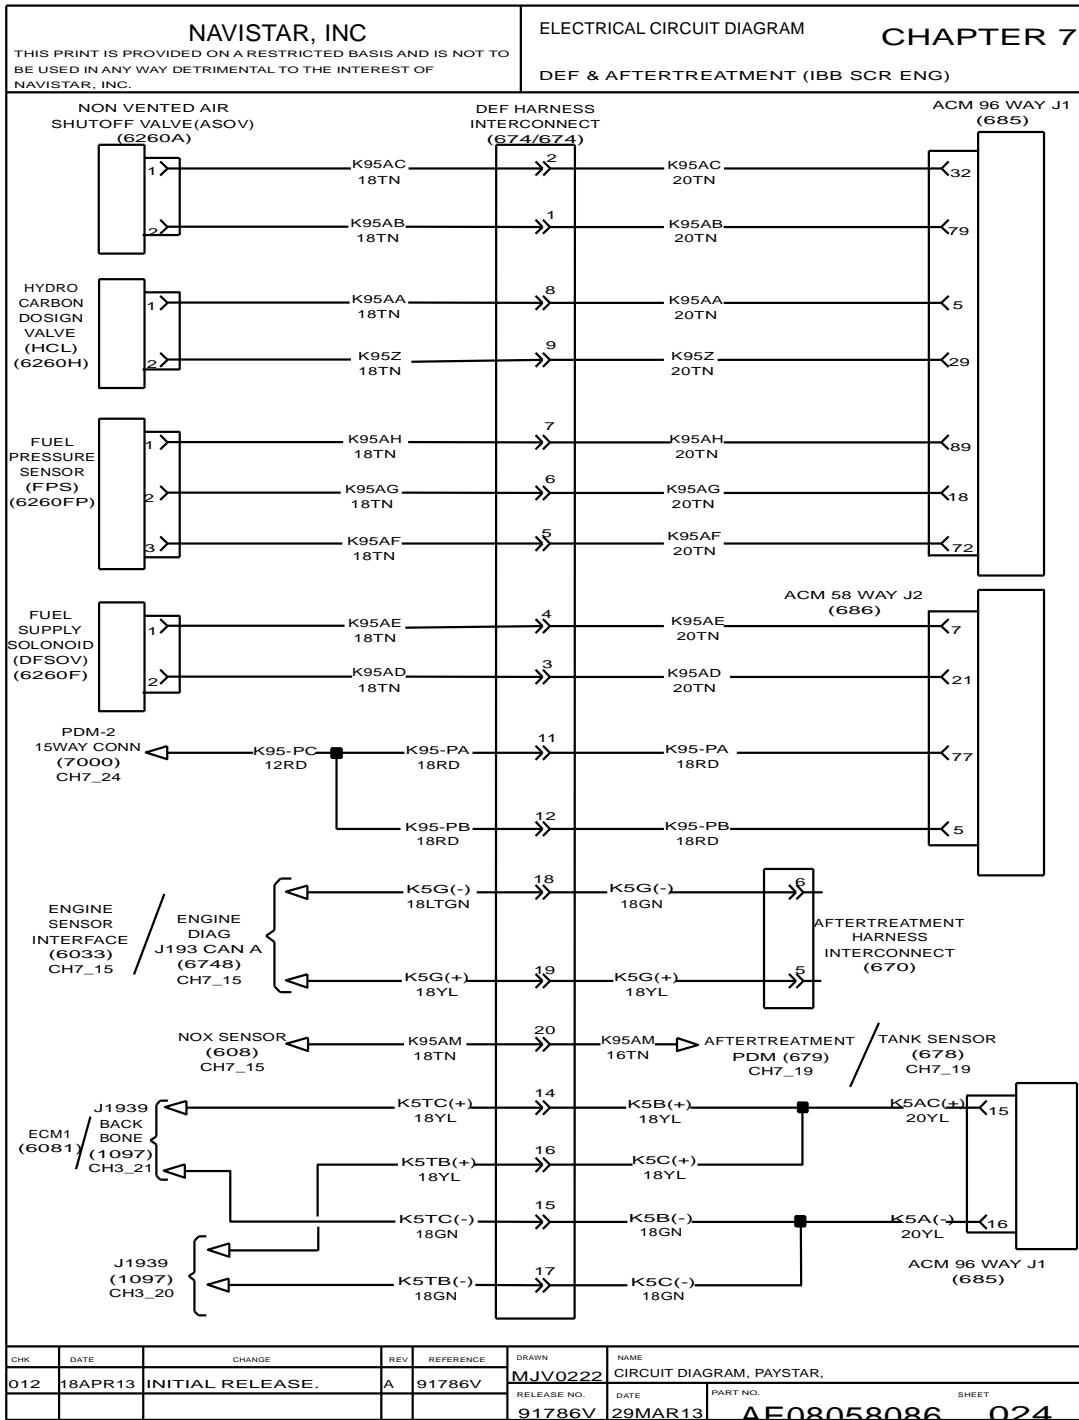 NAVISTAR, INC
THIS PRINT IS PROVIDED ON A RESTRICTED BASIS AND IS NOT TO
BE USED IN ANY WAY DETRIMENTAL TO THE INTEREST OF
NAVISTAR, INC.
ELECTRICAL CIRCUIT DIAGRAM
CHAPTER 7
DEF & AFTERTREATMENT (IBB SCR ENG)
NON VENTED AIR
SHUTOFF VALVE(ASOV)
(6260A)
DEF HARNESS
INTERCONNECT
(674/674)
ACM 96 WAY J1
(685)
1 K95AC 2 K95AC 32
18TN 20TN
2 K95AB 1 K95AB 79
18TN 20TN
HYDRO
CARBON
DOSIGN
VALVE
(HCL)
(6260H)
1 K95AA 8 K95AA 5
18TN 20TN
2 K95Z 9 K95Z 29
18TN 20TN
FUEL
PRESSURE
SENSOR
(FPS)
(6260FP)
1 K95AH 7 K95AH 89
18TN 20TN
2 K95AG 6 K95AG 18
18TN 20TN
3 K95AF 5 K95AF 72
18TN 20TN
ACM 58 WAY J2
(686)
FUEL
SUPPLY
SOLONOID
(DFSOV)
(6260F)
1 K95AE 4 K95AE 7
18TN 20TN
2 K95AD 3 K95AD 21
18TN 20TN
PDM-2
15WAY CONN
(7000)
CH7_24
K95-PC K95-PA 11 K95-PA 77
12RD 18RD 18RD
K95-PB 12 K95-PB 5
18RD 18RD
ENGINE
SENSOR
INTERFACE
(6033)
CH7_15
ENGINE
DIAG
J193 CAN A
(6748)
CH7_15
K5G(-) 18 K5G(-) 6
18LTGN 18GN
K5G(+) 19 K5G(+) 5
18YL 18YL
AFTERTREATMENT
HARNESS
INTERCONNECT
(670)
NOX SENSOR
(608)
CH7_15
K95AM 20 K95AM
18TN 16TN
AFTERTREATMENT
PDM (679)
CH7_19
TANK SENSOR
(678)
CH7_19
ECM1
(6081)
J1939
BACK
BONE
(1097)
CH3_21
K5TC(+) 14 K5B(+) K5AC(+) 15
18YL 18YL 20YL
K5TB(+) 16 K5C(+)
18YL 18YL
K5TC(-) 15 K5B(-) K5A(-) 16
18GN 18GN 20YL
J1939
(1097)
CH3_20
K5TB(-) 17 K5C(-)
18GN 18GN
ACM 96 WAY J1
(685)
CHK DATE CHANGE REV REFERENCE
012 18APR13 INITIAL RELEASE. A 91786V
DRAWN
MJV0222
NAME
CIRCUIT DIAGRAM, PAYSTAR,
RELEASE NO. DATE PART NO. SHEET
91786V 29MAR13 AF08058086 024